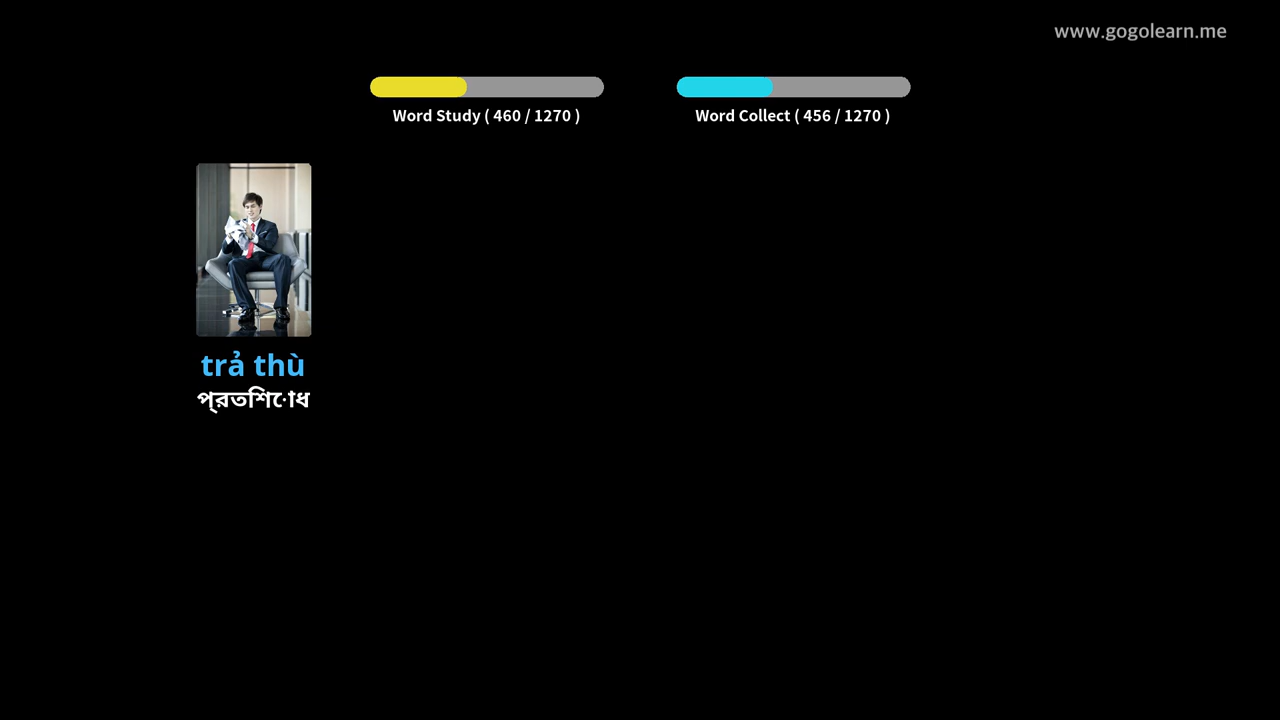 www.gogolearn.me
Word Study ( 460 / 1270 )
Word Collect ( 456 / 1270 )
trả thù
প্রতিশোধ